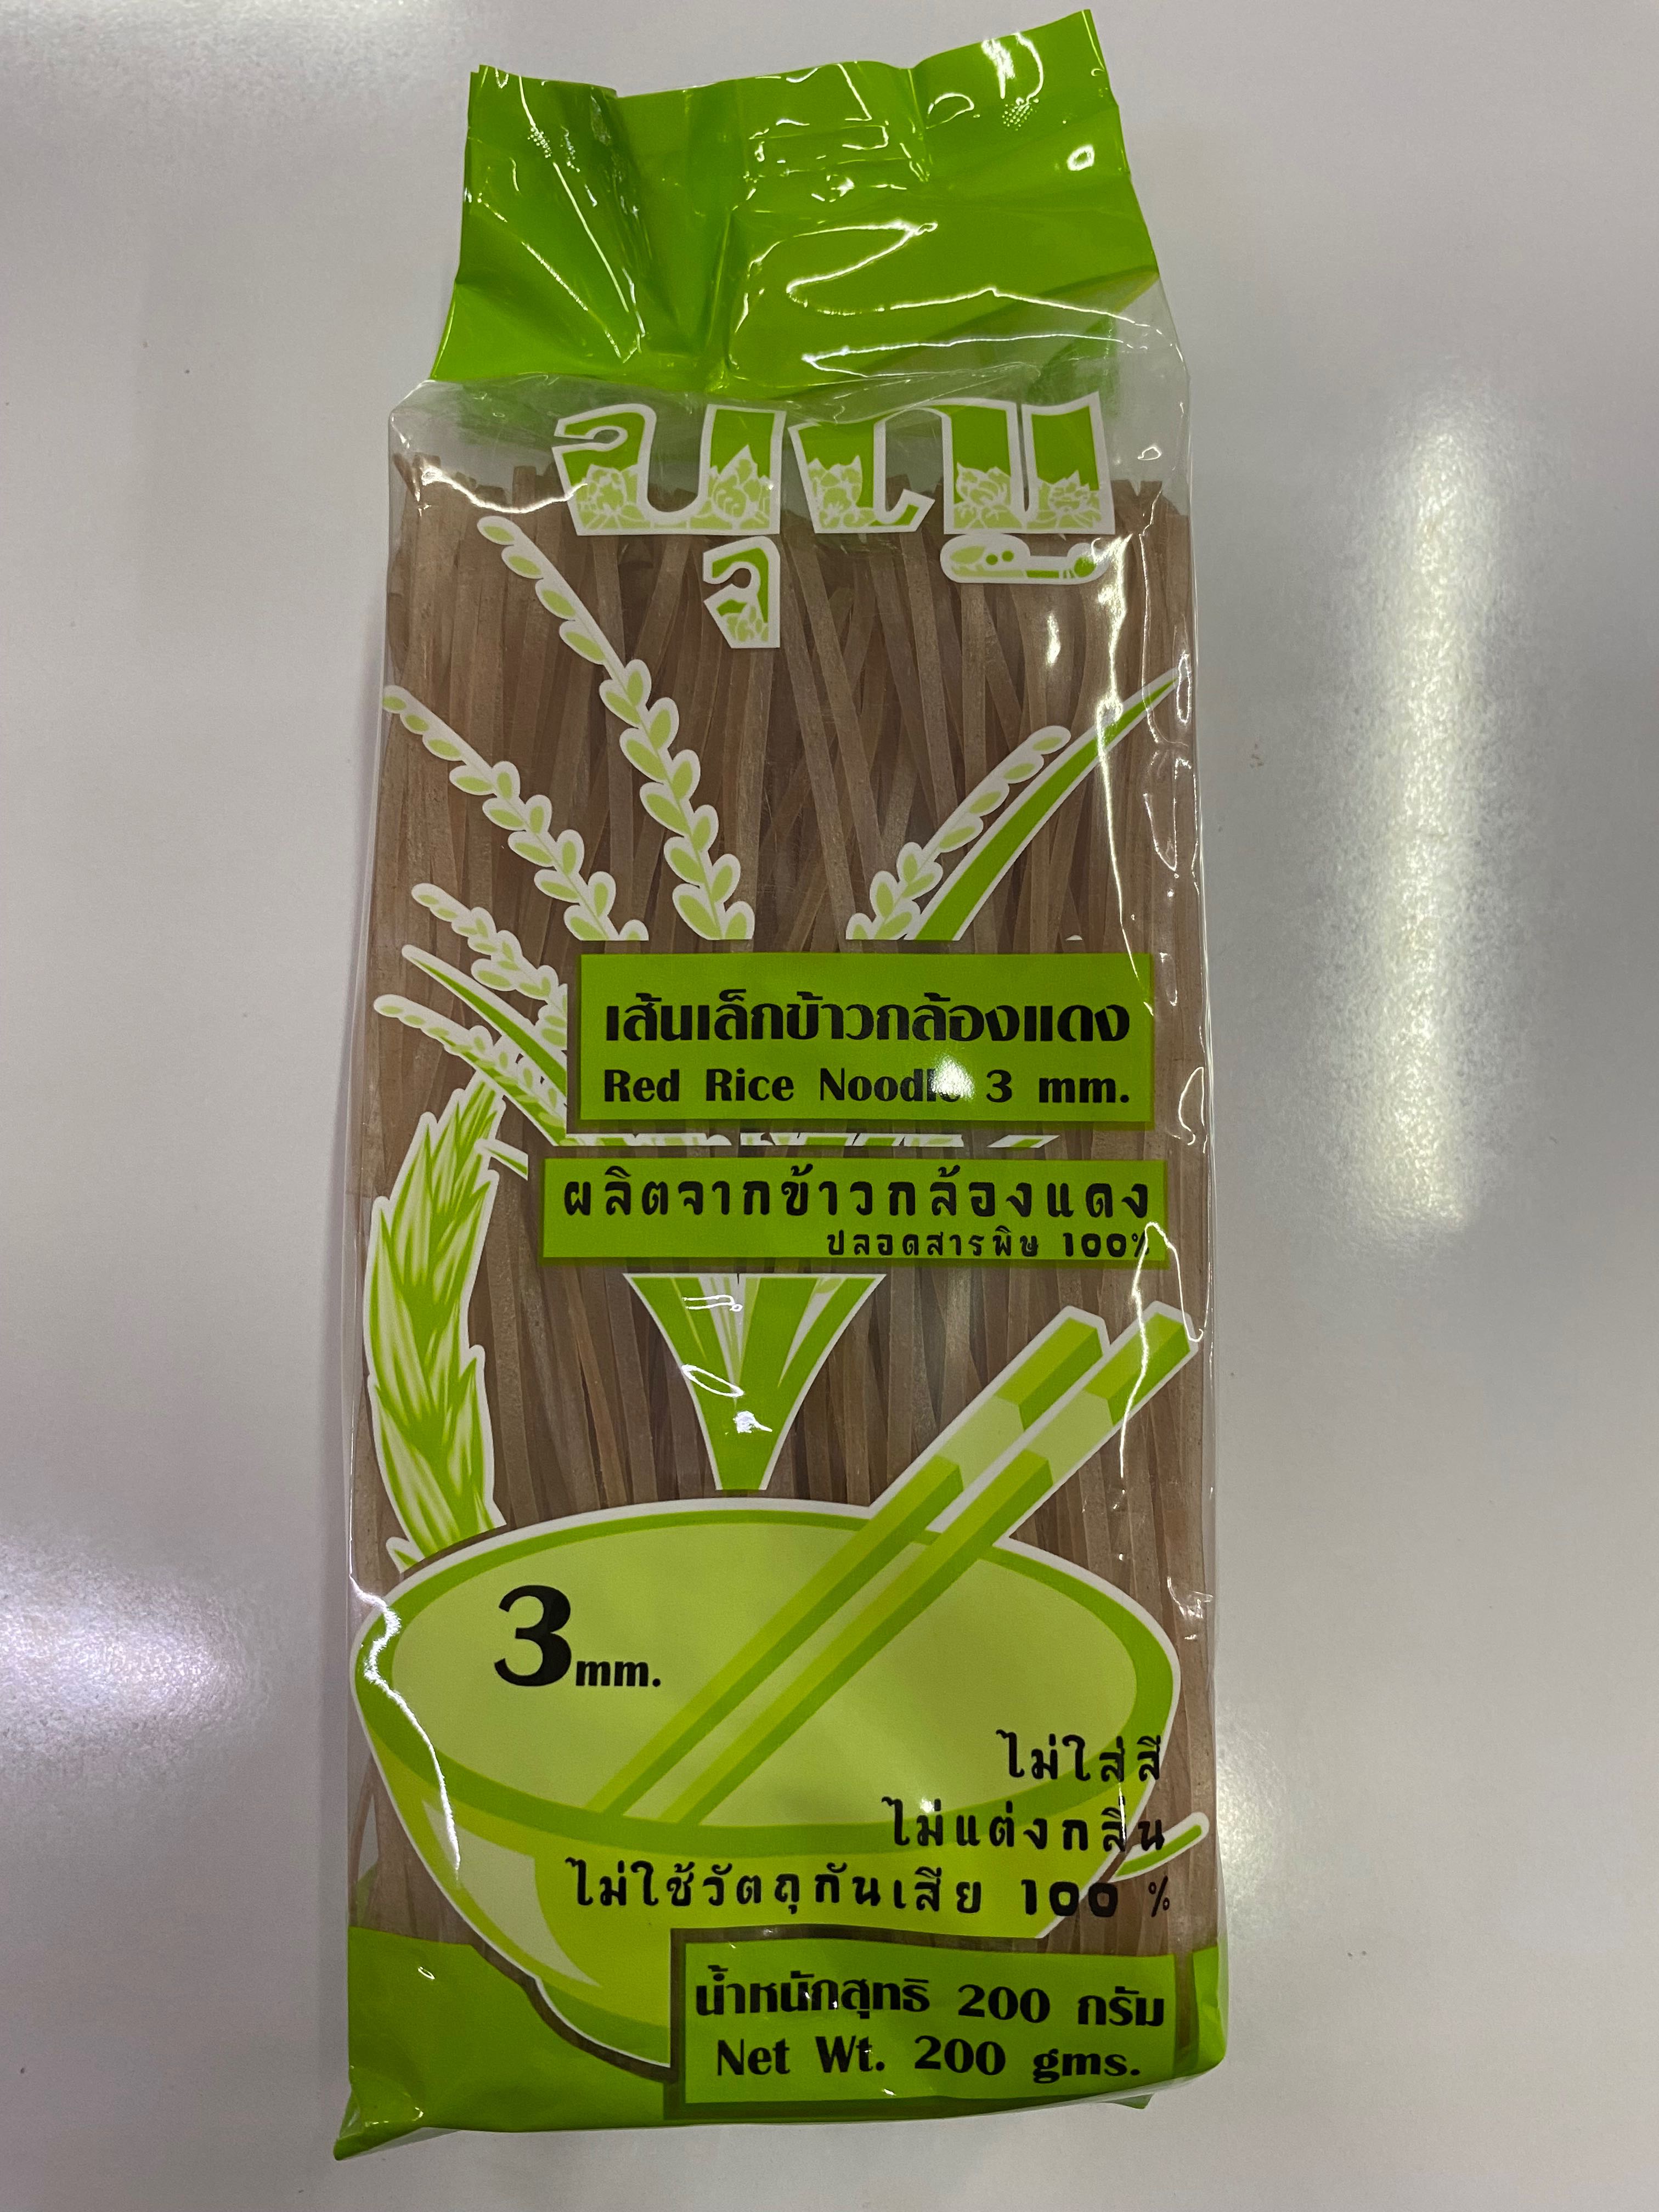 บุญ
เส้นเล็กข้าวกล้องแดง
Red Rice Noodle 3 mm.
ผลิตจากข้าวกล้องแดง
ปลอดสารพิษ 100%
3mm.
ไม่ใส่สี
ไม่แต่งกลิ่น
ไม่ใช้วัตถุกันเสีย 100 %
น้ำหนักสุทธิ 200 กรัม
Net Wt. 200 gms.